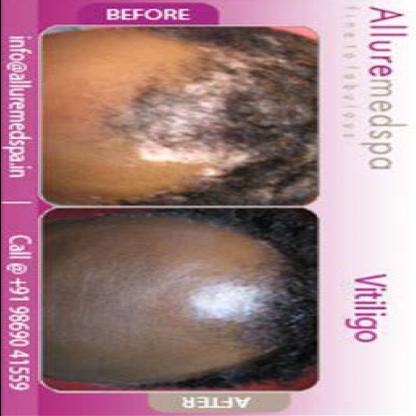 BEFORE
Alluremedspa
fine to fabulous
Vitiligo
AFTER
info@alluremedspa.in | Call @ +91 98690 41559